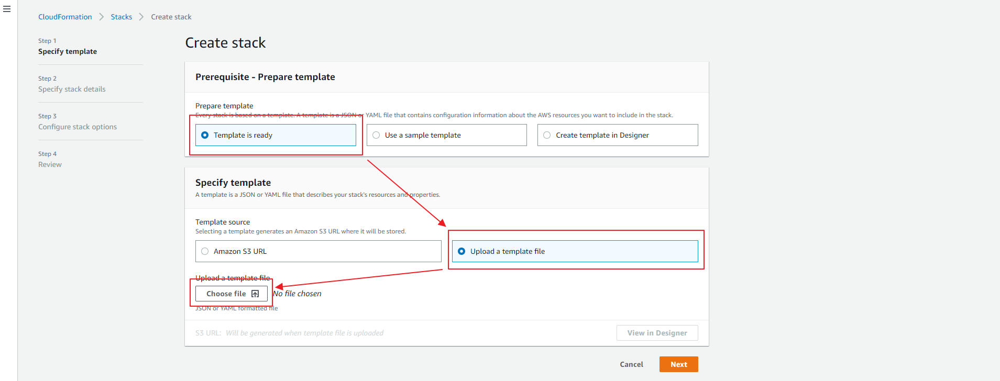 CloudFormation > Stacks > Create stack
Step 1
Specify template
Step 2
Specify stack details
Step 3
Configure stack options
Step 4
Review
Create stack
Prerequisite - Prepare template
Prepare template
Every stack is based on a template. A template is a JSON or YAML file that contains configuration information about the AWS resources you want to include in the stack.
Template is ready
Use a sample template
Create template in Designer
Specify template
A template is a JSON or YAML file that describes your stack's resources and properties.
Template source
Selecting a template generates an Amazon S3 URL where it will be stored.
Amazon S3 URL
Upload a template file
Upload a template file
Choose file No file chosen
JSON or YAML formatted file
S3 URL: Will be generated when template file is uploaded
View in Designer
Cancel
Next